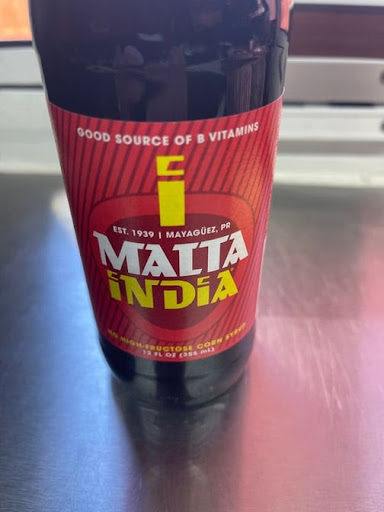 GOOD SOURCE OF B VITAMINS
EST. 1939 | MAYAGÜEZ, PR
MALTA
iNDiA
NO HIGH-FRUCTOSE CORN SYRUP
12 FL OZ (355 mL)